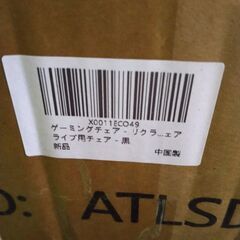 X0011ECO49
ゲーミングチェア - リクラ...ェア
ライブ用チェア - 黒
新品
中国製
O: ATLSD